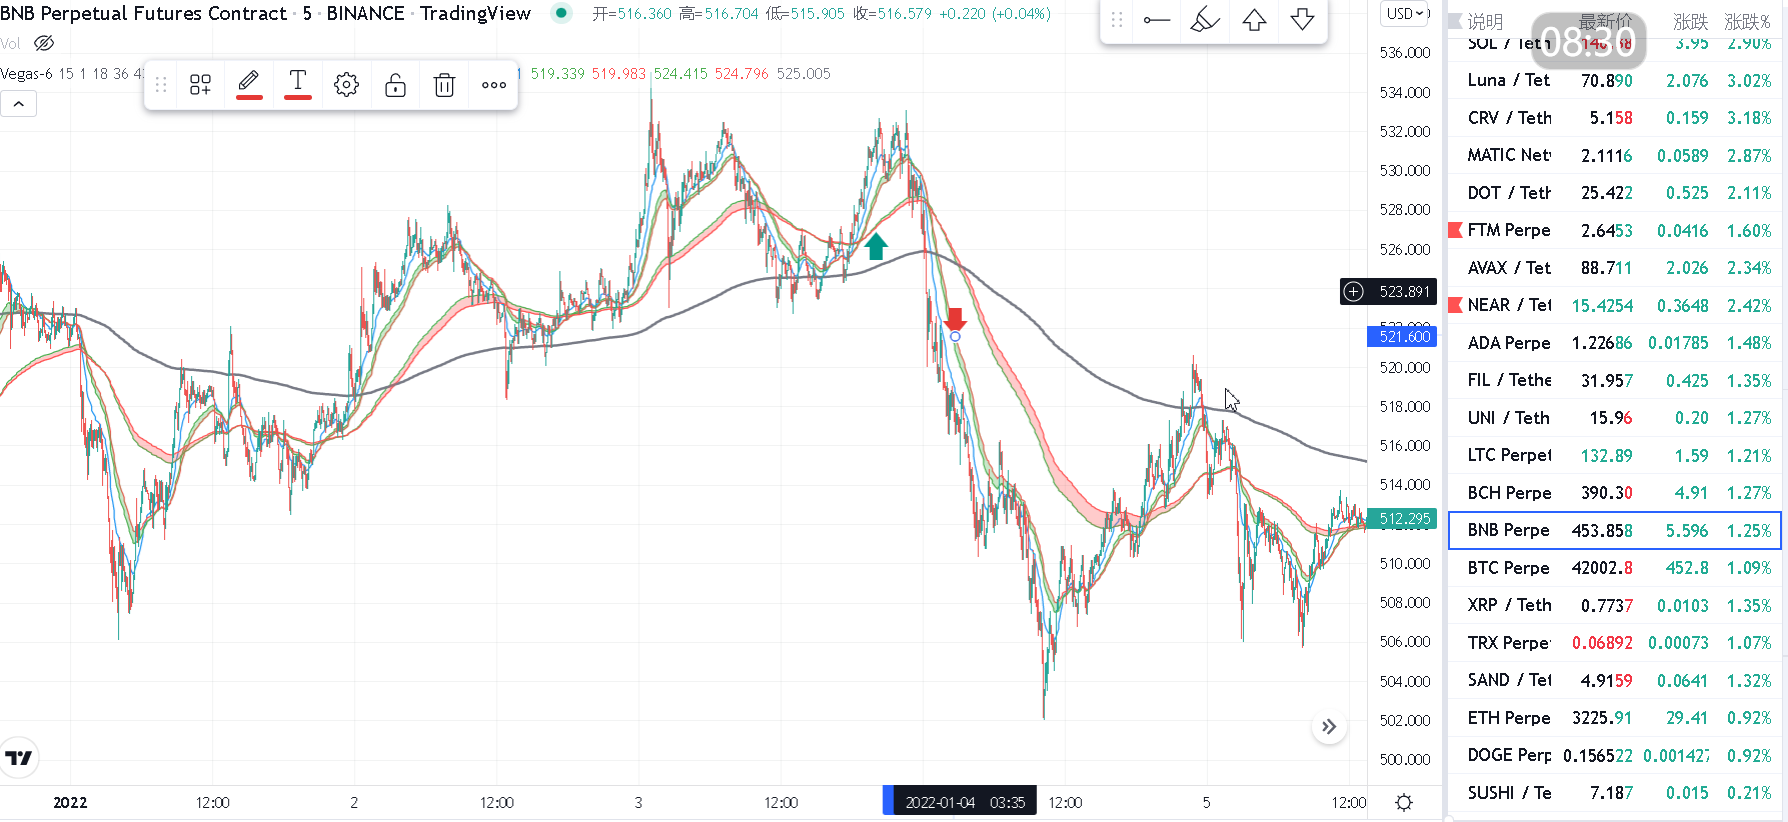 BNB Perpetual Futures Contract · 5 · BINANCE · TradingView 开=516.360 高=516.704 低=515.905 收=516.579 +0.220 (+0.04%)
Vol
Vegas-6 15 1 18 36 519.339 519.983 524.415 524.796 525.005
T
USD
536.000
534.000
532.000
530.000
528.000
526.000
523.891
521.600
520.000
518.000
516.000
514.000
512.295
510.000
508.000
506.000
504.000
502.000
500.000
2022 12:00 2 12:00 3 12:00 2022-01-04 03:35 12:00 5 12:00
说明 最新价 涨跌 涨跌%
08:30
SOL / Teth 3.95 2.90%
Luna / Tet 70.890 2.076 3.02%
CRV / Teth 5.158 0.159 3.18%
MATIC Net 2.1116 0.0589 2.87%
DOT / Teth 25.422 0.525 2.11%
FTM Perpe 2.6453 0.0416 1.60%
AVAX / Tet 88.711 2.026 2.34%
NEAR / Tet 15.4254 0.3648 2.42%
ADA Perpe 1.22686 0.01785 1.48%
FIL / Tethe 31.957 0.425 1.35%
UNI / Teth 15.96 0.20 1.27%
LTC Perpet 132.89 1.59 1.21%
BCH Perpe 390.30 4.91 1.27%
BNB Perpe 453.858 5.596 1.25%
BTC Perpe 42002.8 452.8 1.09%
XRP / Teth 0.7737 0.0103 1.35%
TRX Perpe 0.06892 0.00073 1.07%
SAND / Tet 4.9159 0.0641 1.32%
ETH Perpe 3225.91 29.41 0.92%
DOGE Perp 0.156522 0.001427 0.92%
SUSHI / Te 7.187 0.015 0.21%